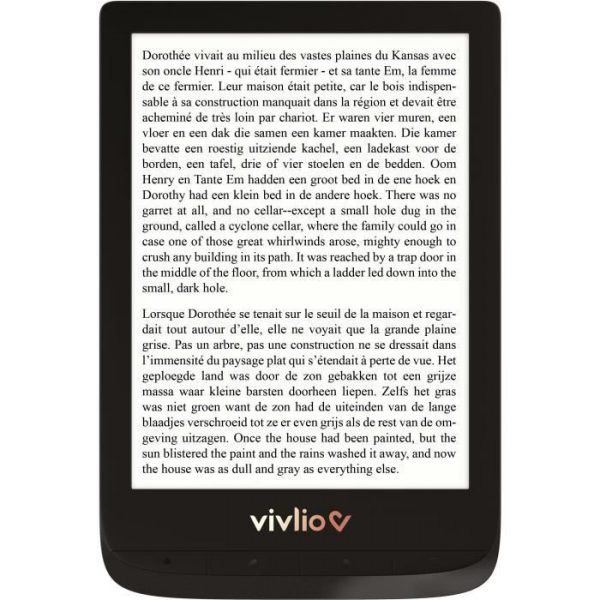 Dorothée vivait au milieu des vastes plaines du Kansas avec
son oncle Henri - qui était fermier - et sa tante Em, la femme
de ce fermier. Leur maison était petite, car le bois indispen-
sable à sa construction manquait dans la région et devait être
acheminé de très loin par chariot. Er waren vier muren, een
vloer en een dak die samen een kamer maakten. Die kamer
bevatte een roestig uitziende kachel, een ladekast voor de
borden, een tafel, drie of vier stoelen en de bedden. Oom
Henry en Tante Em hadden een groot bed in de ene hoek en
Dorothy had een klein bed in de andere hoek. There was no
garret at all, and no cellar--except a small hole dug in the
ground, called a cyclone cellar, where the family could go in
case one of those great whirlwinds arose, mighty enough to
crush any building in its path. It was reached by a trap door in
the middle of the floor, from which a ladder led down into the
small, dark hole.
Lorsque Dorothée se tenait sur le seuil de la maison et regar-
dait tout autour d’elle, elle ne voyait que la grande plaine
grise. Pas un arbre, pas une construction ne se dressait dans
l’immensité du paysage plat qui s’étendait à perte de vue. Het
geploegde land was door de zon gebakken tot een grijze
massa waar kleine barsten doorheen liepen. Zelfs het gras
was niet groen want de zon had de uiteinden van de lange
blaadjes verschroeid tot ze er even grijs als de rest van de om-
geving uitzagen. Once the house had been painted, but the
sun blistered the paint and the rains washed it away, and now
the house was as dull and gray as everything else.
vivlio